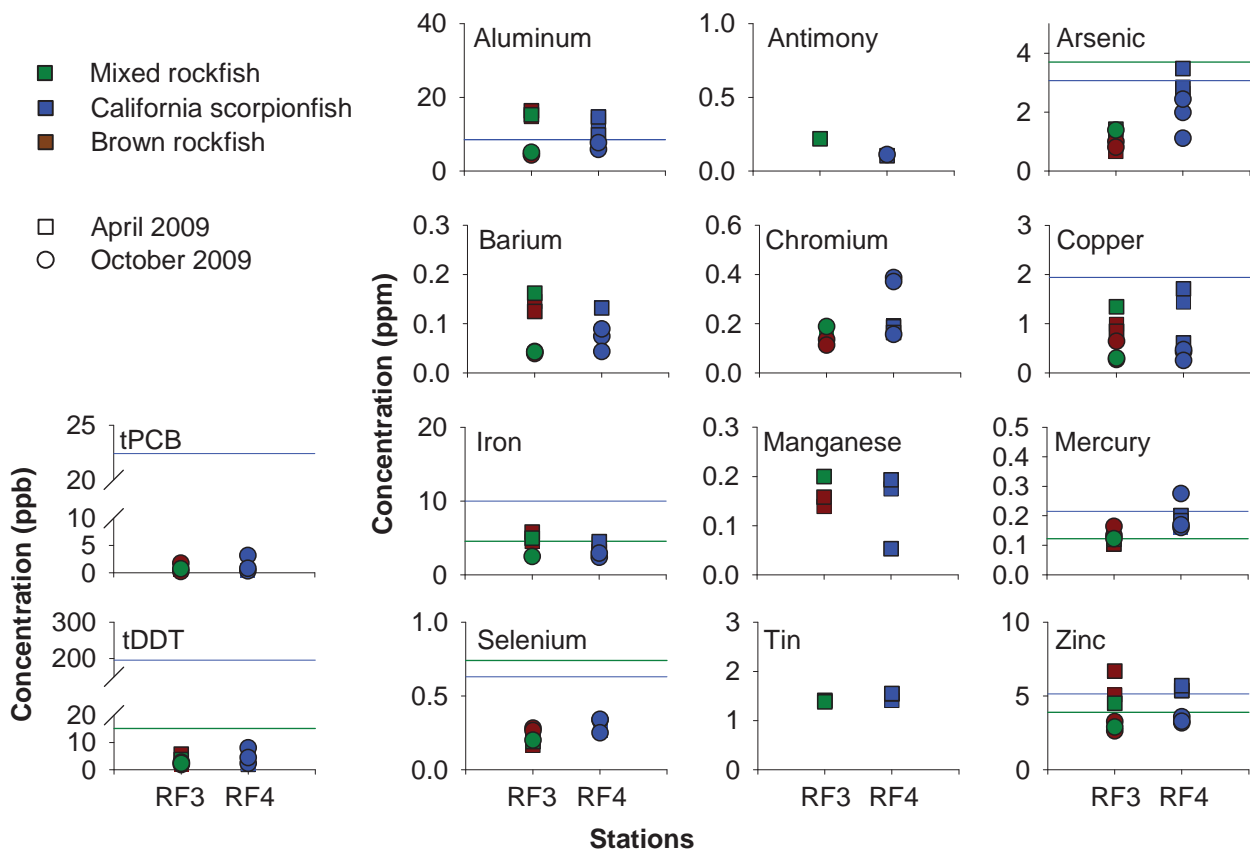 Mixed rockfish
California scorpionfish
Brown rockfish
April 2009
October 2009
Concentration (ppm)
Aluminum
40
20
0
Antimony
1.0
0.5
0.0
Arsenic
4
2
0
Barium
0.3
0.2
0.1
0.0
Chromium
0.6
0.4
0.2
0.0
Copper
3
2
1
0
Concentration (ppb)
tPCB
25
20
10
5
0
Iron
20
10
0
Manganese
0.3
0.2
0.1
0.0
Mercury
0.5
0.4
0.3
0.2
0.1
0.0
tDDT
300
200
20
10
0
RF3 RF4
Selenium
1.0
0.5
0.0
RF3 RF4
Tin
3
2
1
0
RF3 RF4
Zinc
10
5
0
RF3 RF4
Stations